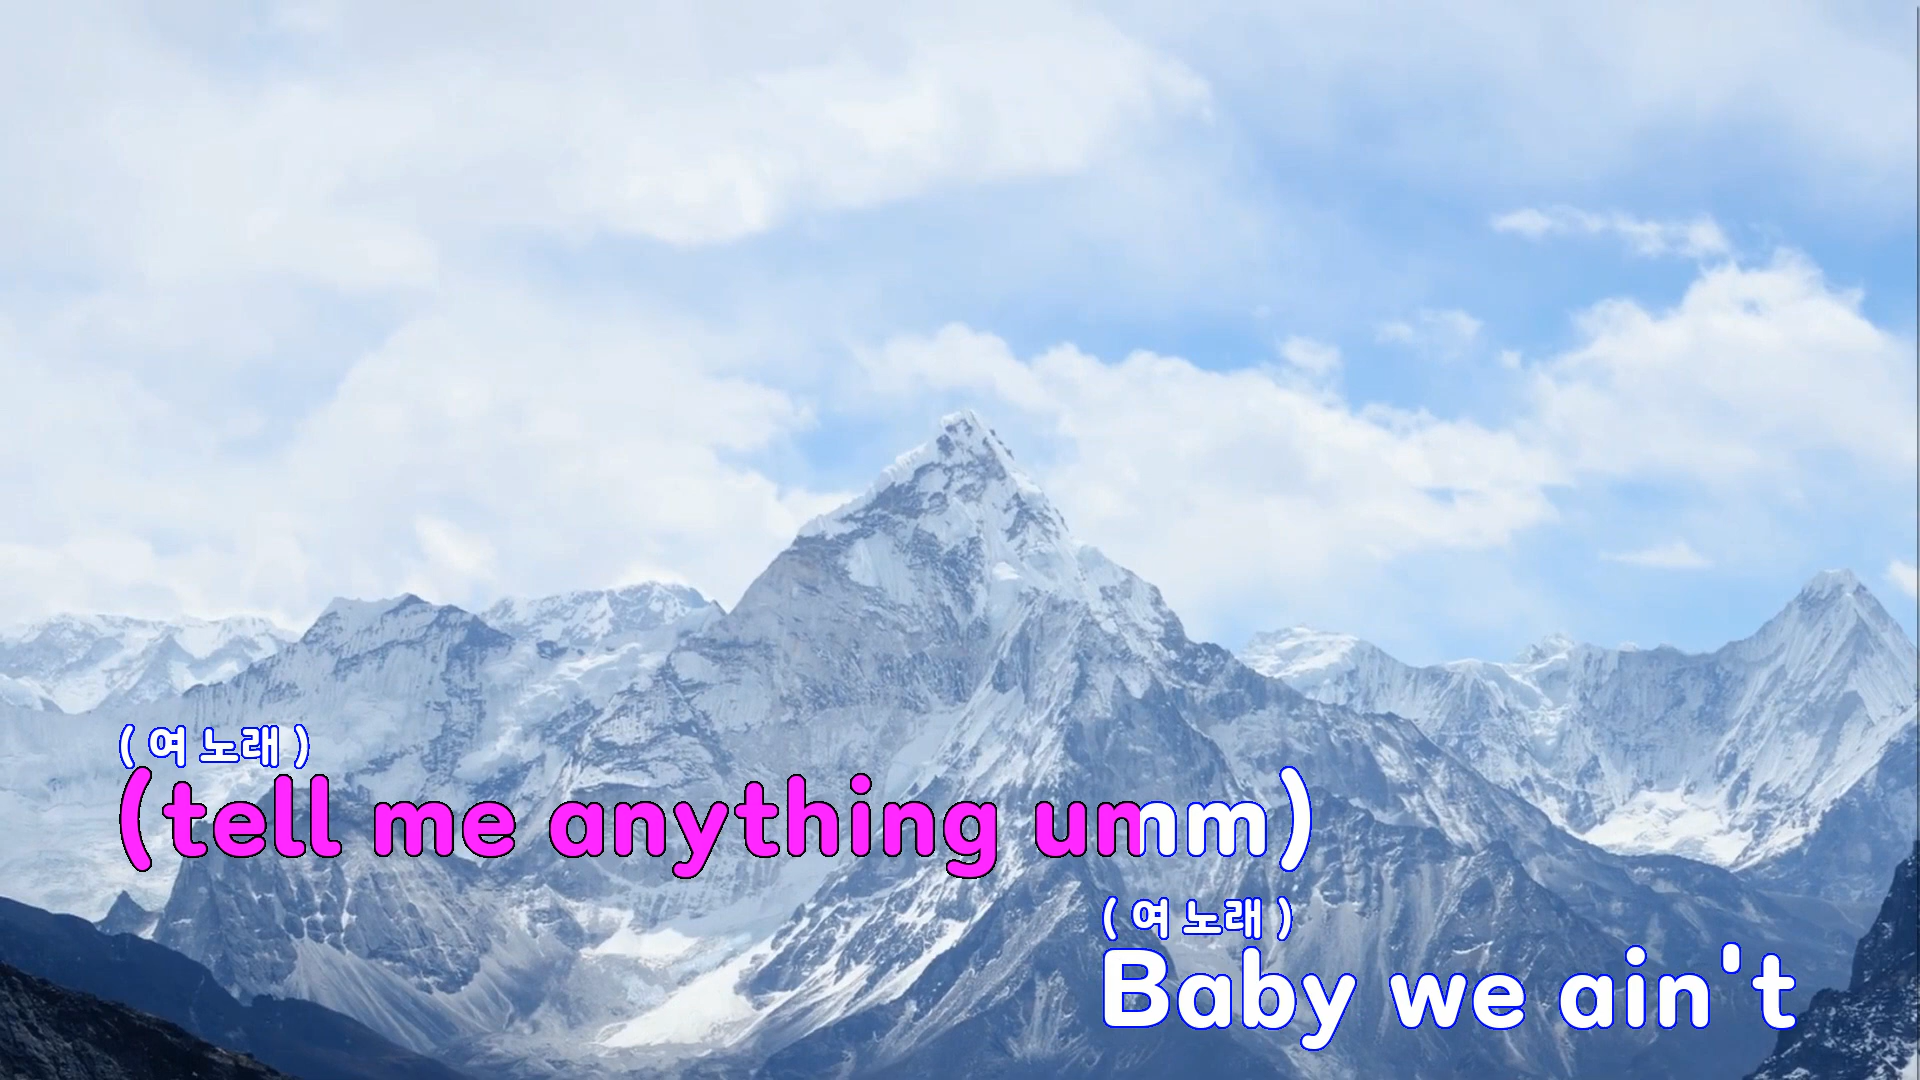 ( 여 노래 )
(tell me anything umm)
( 여 노래 )
Baby we ain't